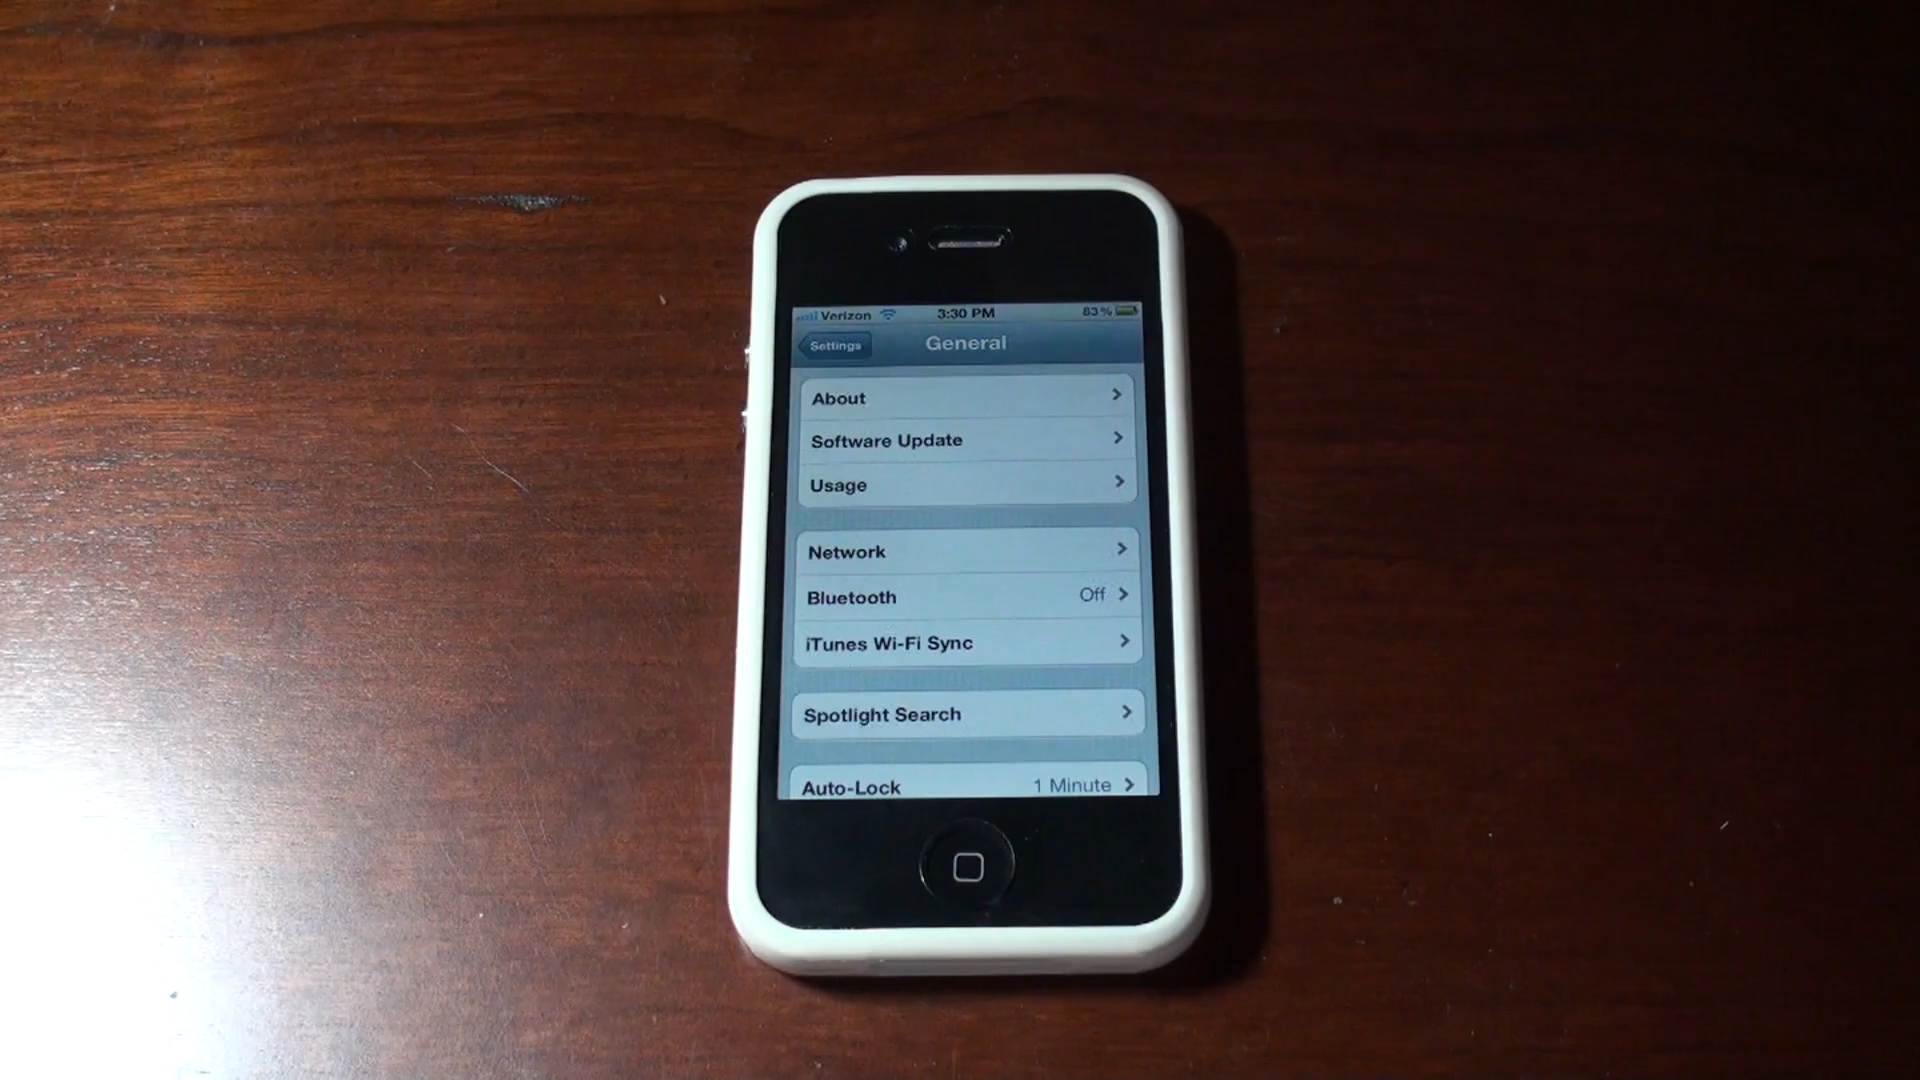 Verizon 3:30 PM 83%
Settings General
About
Software Update
Usage
Network
Bluetooth Off
iTunes Wi-Fi Sync
Spotlight Search
Auto-Lock 1 Minute